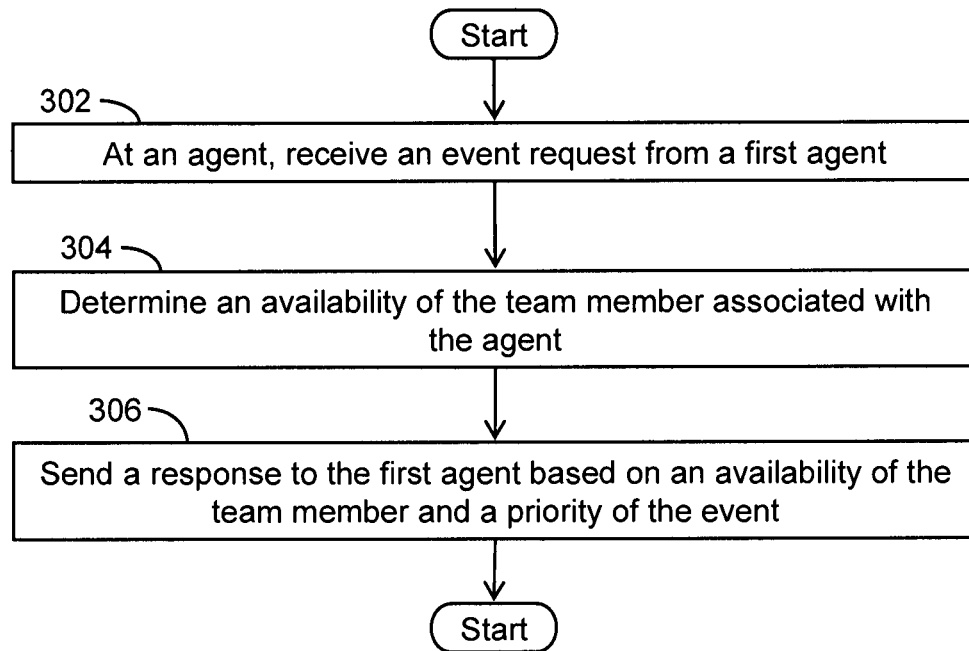 Start
302
At an agent, receive an event request from a first agent
304
Determine an availability of the team member associated with
the agent
306
Send a response to the first agent based on an availability of the
team member and a priority of the event
Start